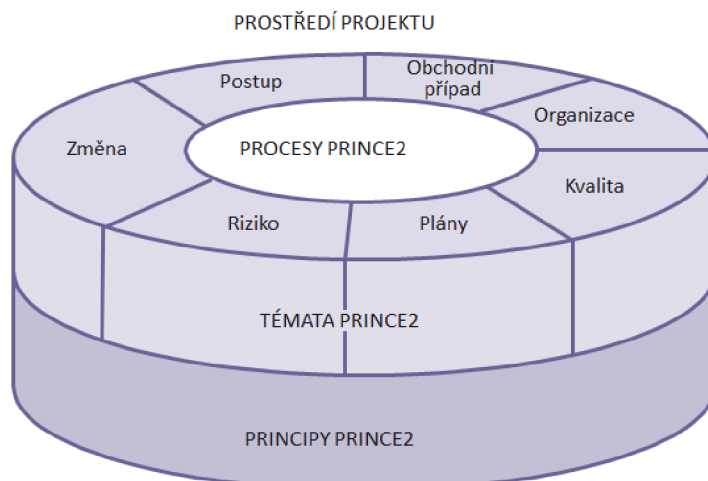 PROSTŘEDÍ PROJEKTU
Postup
Obchodní
případ
Organizace
Změna
PROCESY PRINCE2
Kvalita
Riziko
Plány
TÉMATA PRINCE2
PRINCIPY PRINCE2